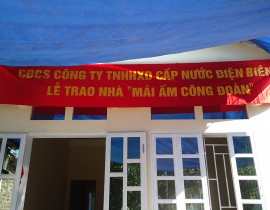 CĐCS CÔNG TY TNHHXD CẤP NƯỚC ĐIỆN BIÊN
LỄ TRAO NHÀ "MÁI ẤM CÔNG ĐOÀN"